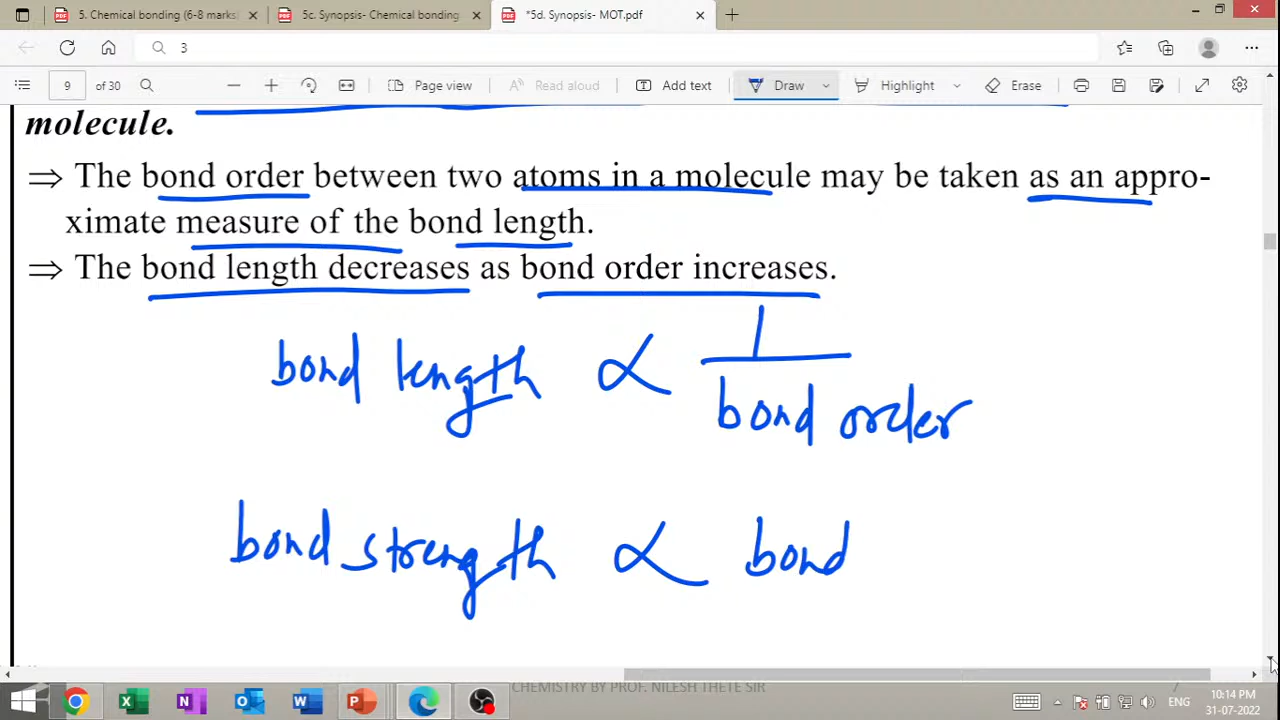 5. Chemical bonding (6-8 marks
5c. Synopsis- Chemical bonding
*5d. Synopsis- MOT.pdf
3
9 of 30
Page view
Read aloud
Add text
Draw
Highlight
Erase
molecule.
⇒ The bond order between two atoms in a molecule may be taken as an appro-
ximate measure of the bond length.
⇒ The bond length decreases as bond order increases.
bond length ∝ 1
bond order
bond strength ∝ bond
CHEMISTRY BY PROF. NILESH THETE SIR
7
ENG
10:14 PM
31-07-2022